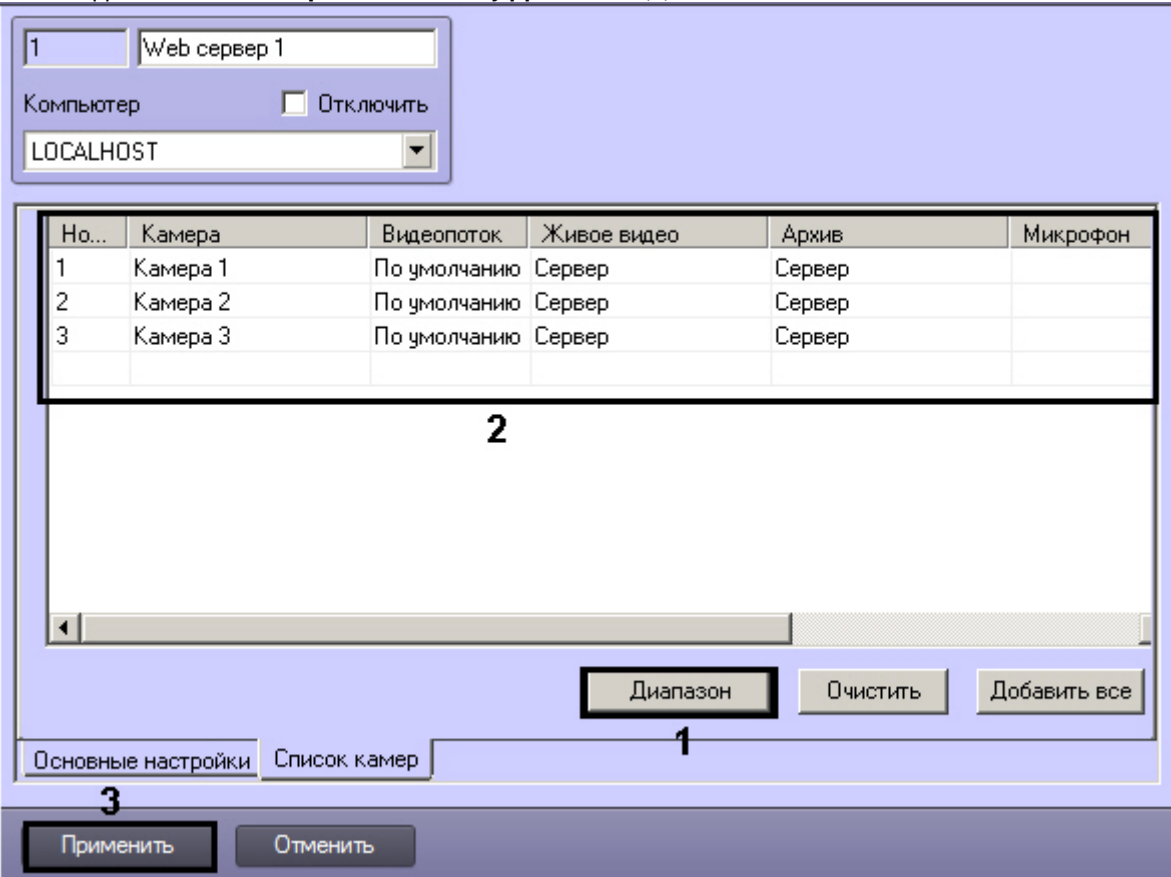 1 Web сервер 1
Компьютер Отключить
LOCALHOST
Но... Камера Видеопоток Живое видео Архив Микрофон
1 Камера 1 По умолчанию Сервер Сервер
2 Камера 2 По умолчанию Сервер Сервер
3 Камера 3 По умолчанию Сервер Сервер
2
Диапазон Очистить Добавить все
1
Основные настройки Список камер
3
Применить Отменить